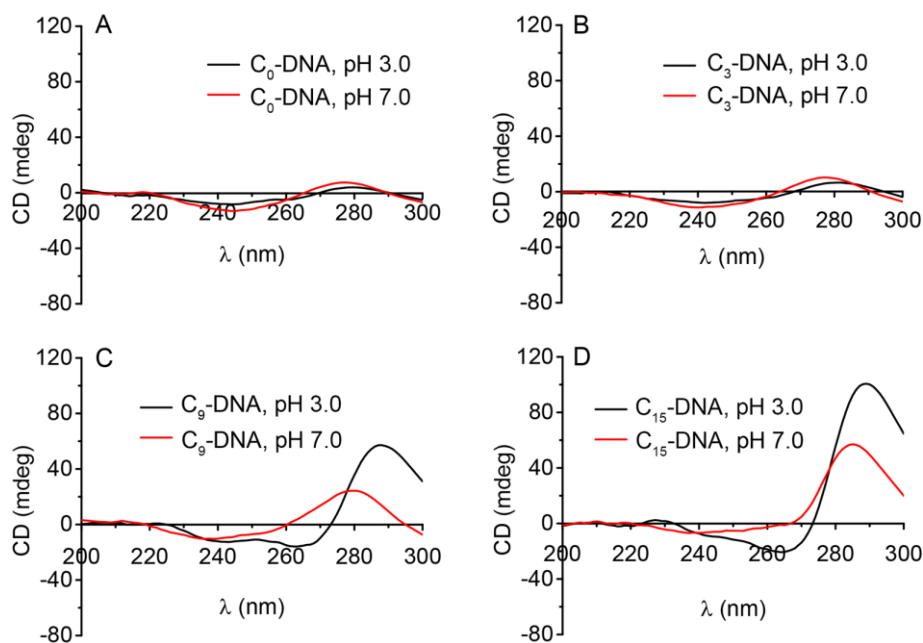 A
C₀-DNA, pH 3.0
C₀-DNA, pH 7.0
CD (mdeg)
120
80
40
0
-40
-80
200 220 240 260 280 300
λ (nm)
B
C₃-DNA, pH 3.0
C₃-DNA, pH 7.0
CD (mdeg)
120
80
40
0
-40
-80
200 220 240 260 280 300
λ (nm)
C
C₉-DNA, pH 3.0
C₉-DNA, pH 7.0
CD (mdeg)
120
80
40
0
-40
-80
200 220 240 260 280 300
λ (nm)
D
C₁₅-DNA, pH 3.0
C₁₅-DNA, pH 7.0
CD (mdeg)
120
80
40
0
-40
-80
200 220 240 260 280 300
λ (nm)